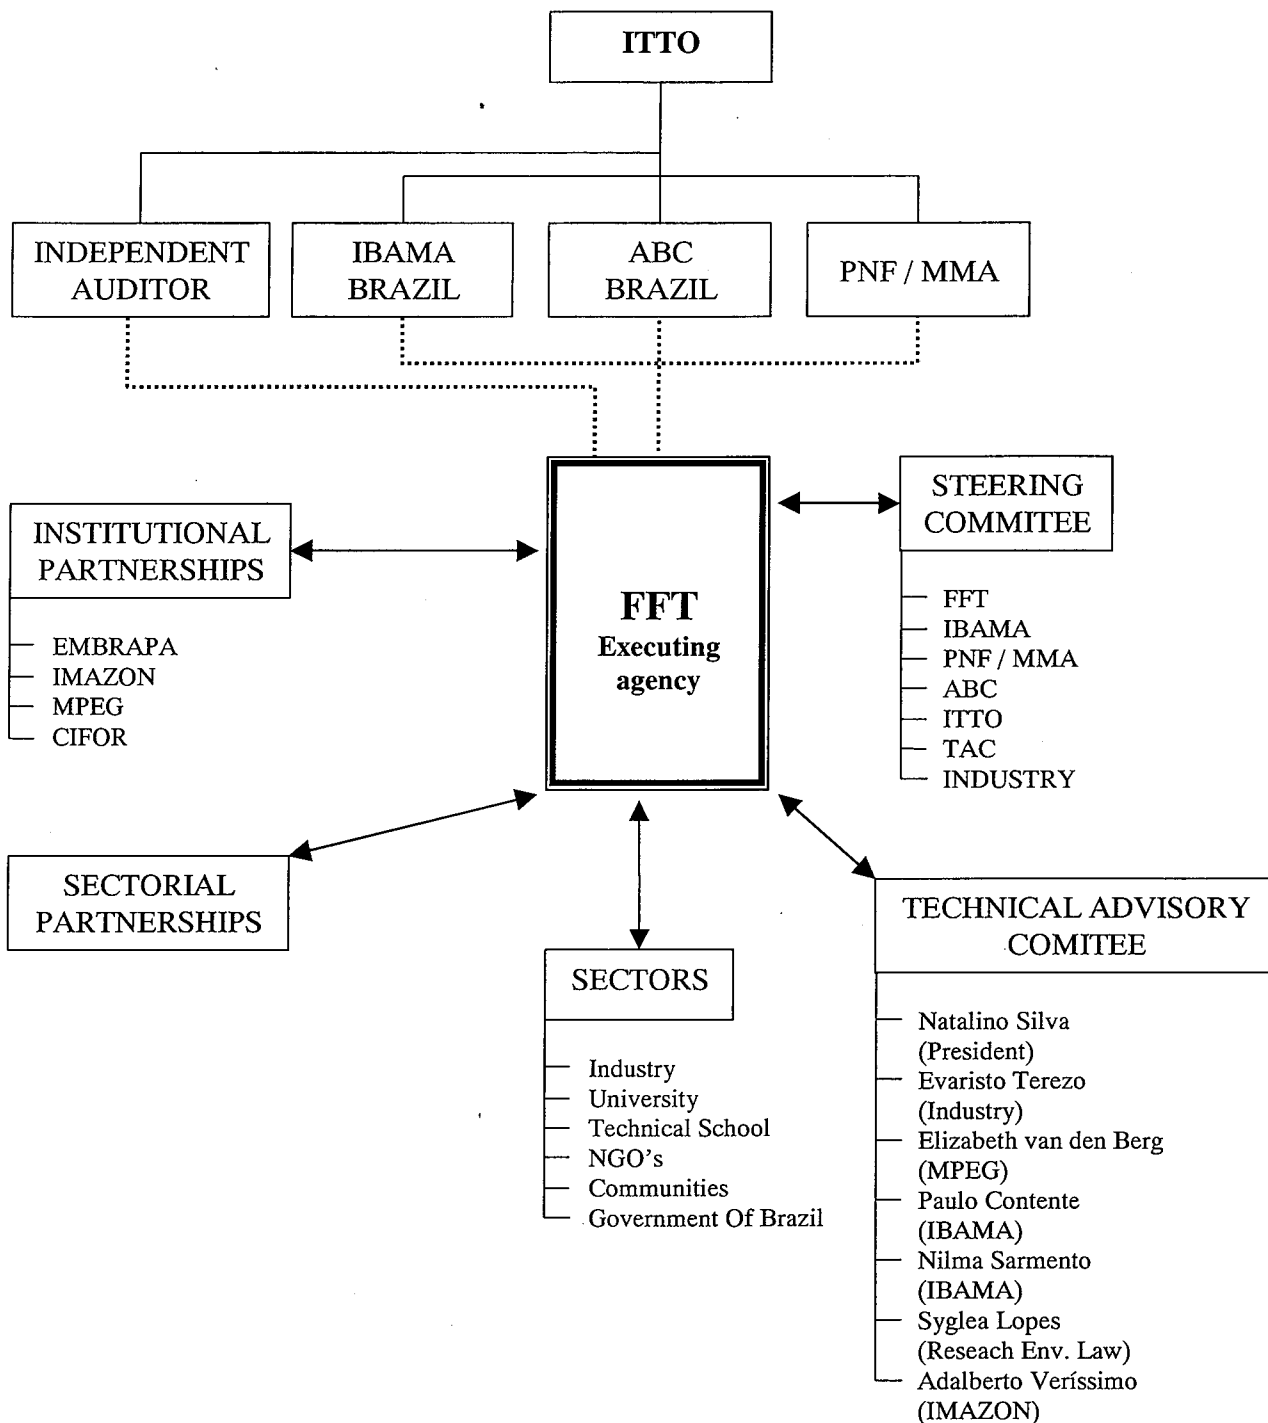 ITTO
INDEPENDENT
AUDITOR
IBAMA
BRAZIL
ABC
BRAZIL
PNF / MMA
INSTITUTIONAL
PARTNERSHIPS
EMBRAPA
IMAZON
MPEG
CIFOR
FFT
Executing
agency
STEERING
COMMITEE
FFT
IBAMA
PNF / MMA
ABC
ITTO
TAC
INDUSTRY
SECTORIAL
PARTNERSHIPS
SECTORS
Industry
University
Technical School
NGO's
Communities
Government Of Brazil
TECHNICAL ADVISORY
COMITEE
Natalino Silva
(President)
Evaristo Terezo
(Industry)
Elizabeth van den Berg
(MPEG)
Paulo Contente
(IBAMA)
Nilma Sarmento
(IBAMA)
Syglea Lopes
(Reseach Env. Law)
Adalberto Veríssimo
(IMAZON)